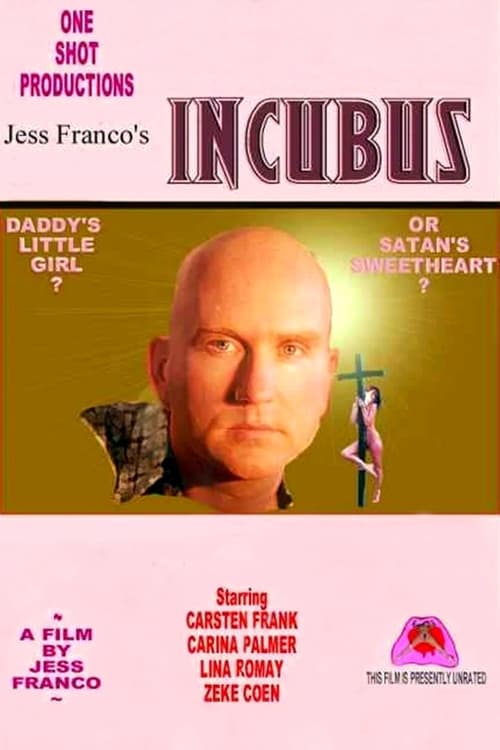 ONE
SHOT
PRODUCTIONS
Jess Franco's
INCUBUS
DADDY'S
LITTLE
GIRL
?
OR
SATAN'S
SWEETHEART
?
~
A FILM
BY
JESS
FRANCO
~
Starring
CARSTEN FRANK
CARINA PALMER
LINA ROMAY
ZEKE COEN
THIS FILM IS PRESENTLY UNRATED